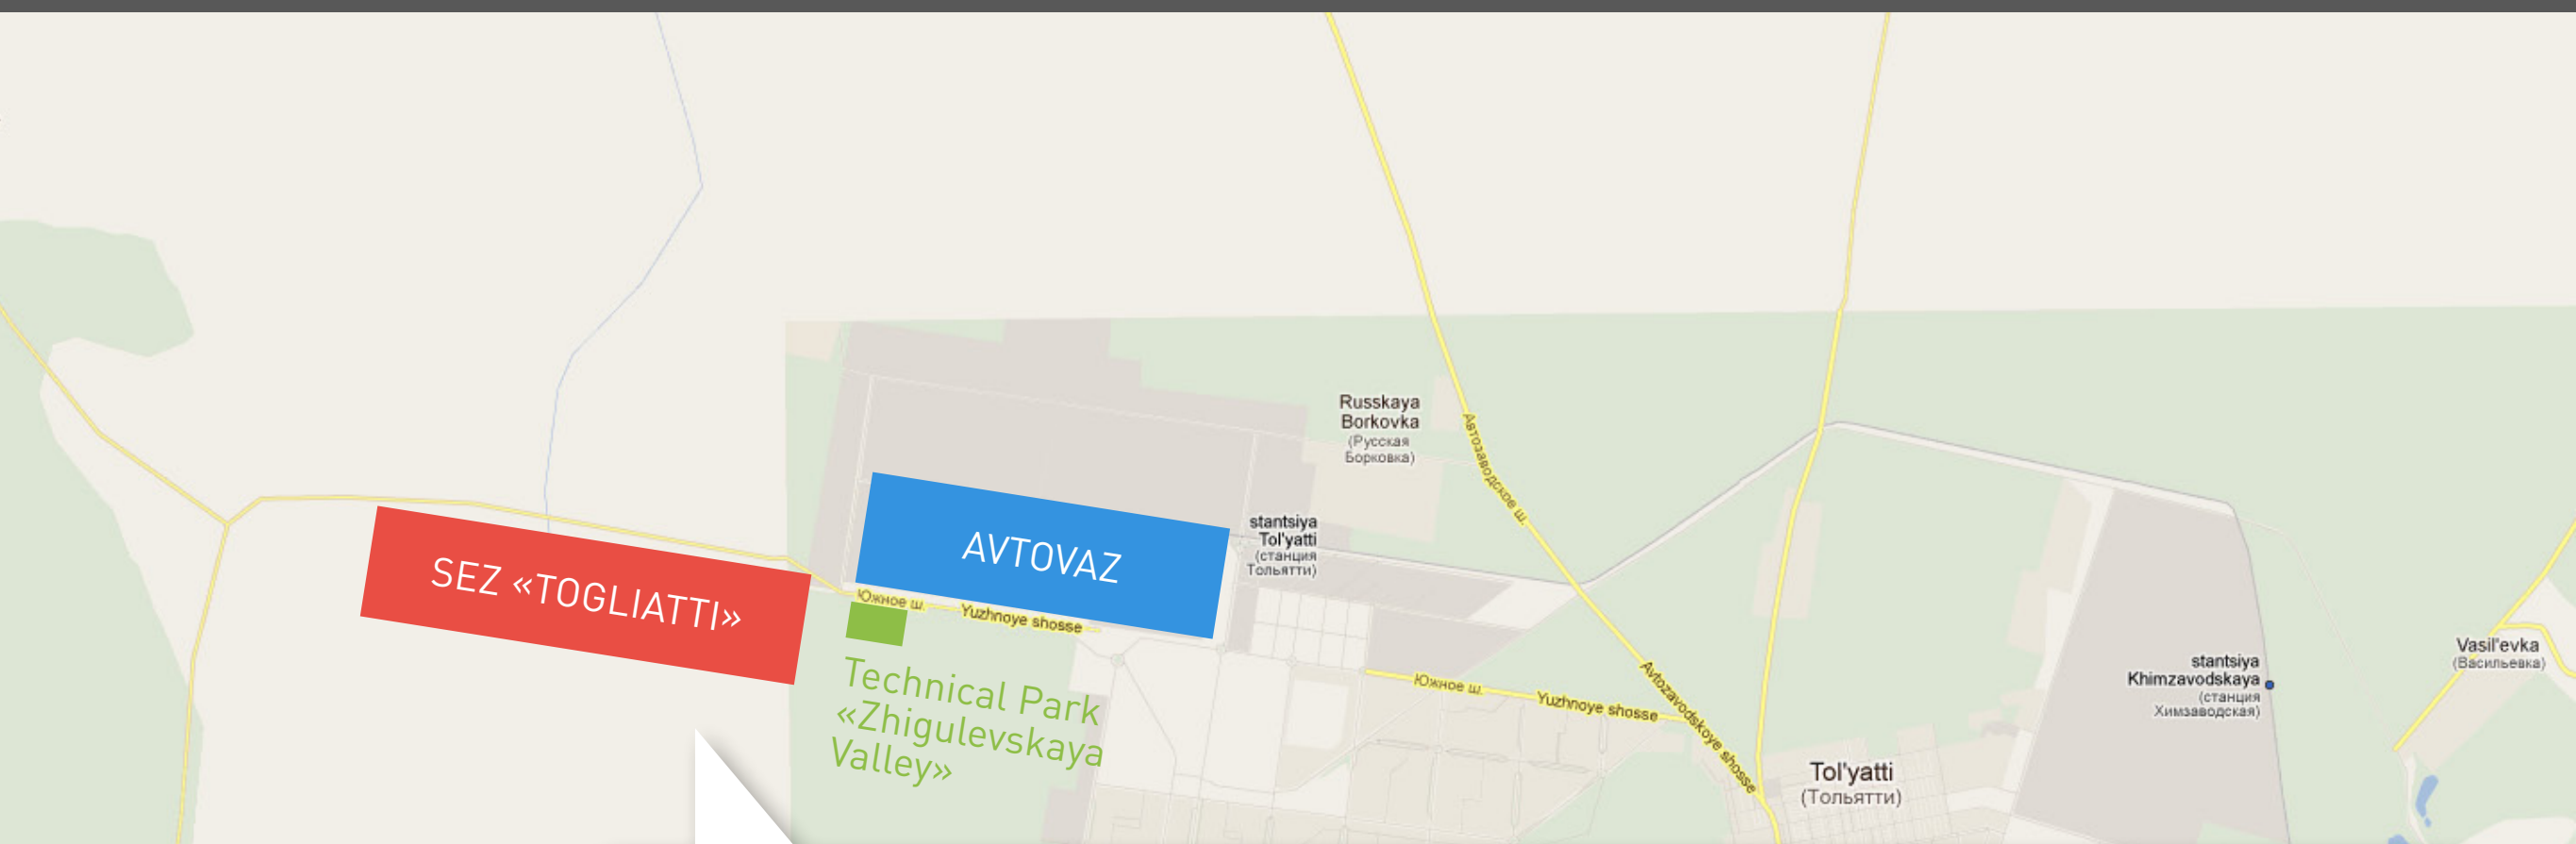 Russkaya
Borkovka
(Русская
Борковка)
Автозаводское ш.
SEZ «TOGLIATTI»
AVTOVAZ
stantsiya
Tol'yatti
(станция
Тольятти)
Южное ш.
Yuzhnoye shosse
Technical Park
«Zhigulevskaya
Valley»
Южное ш.
Yuzhnoye shosse
Avtozavodskoye shosse
Tol'yatti
(Тольятти)
stantsiya
Khimzavodskaya
(станция
Химзаводская)
Vasil'evka
(Васильевка)